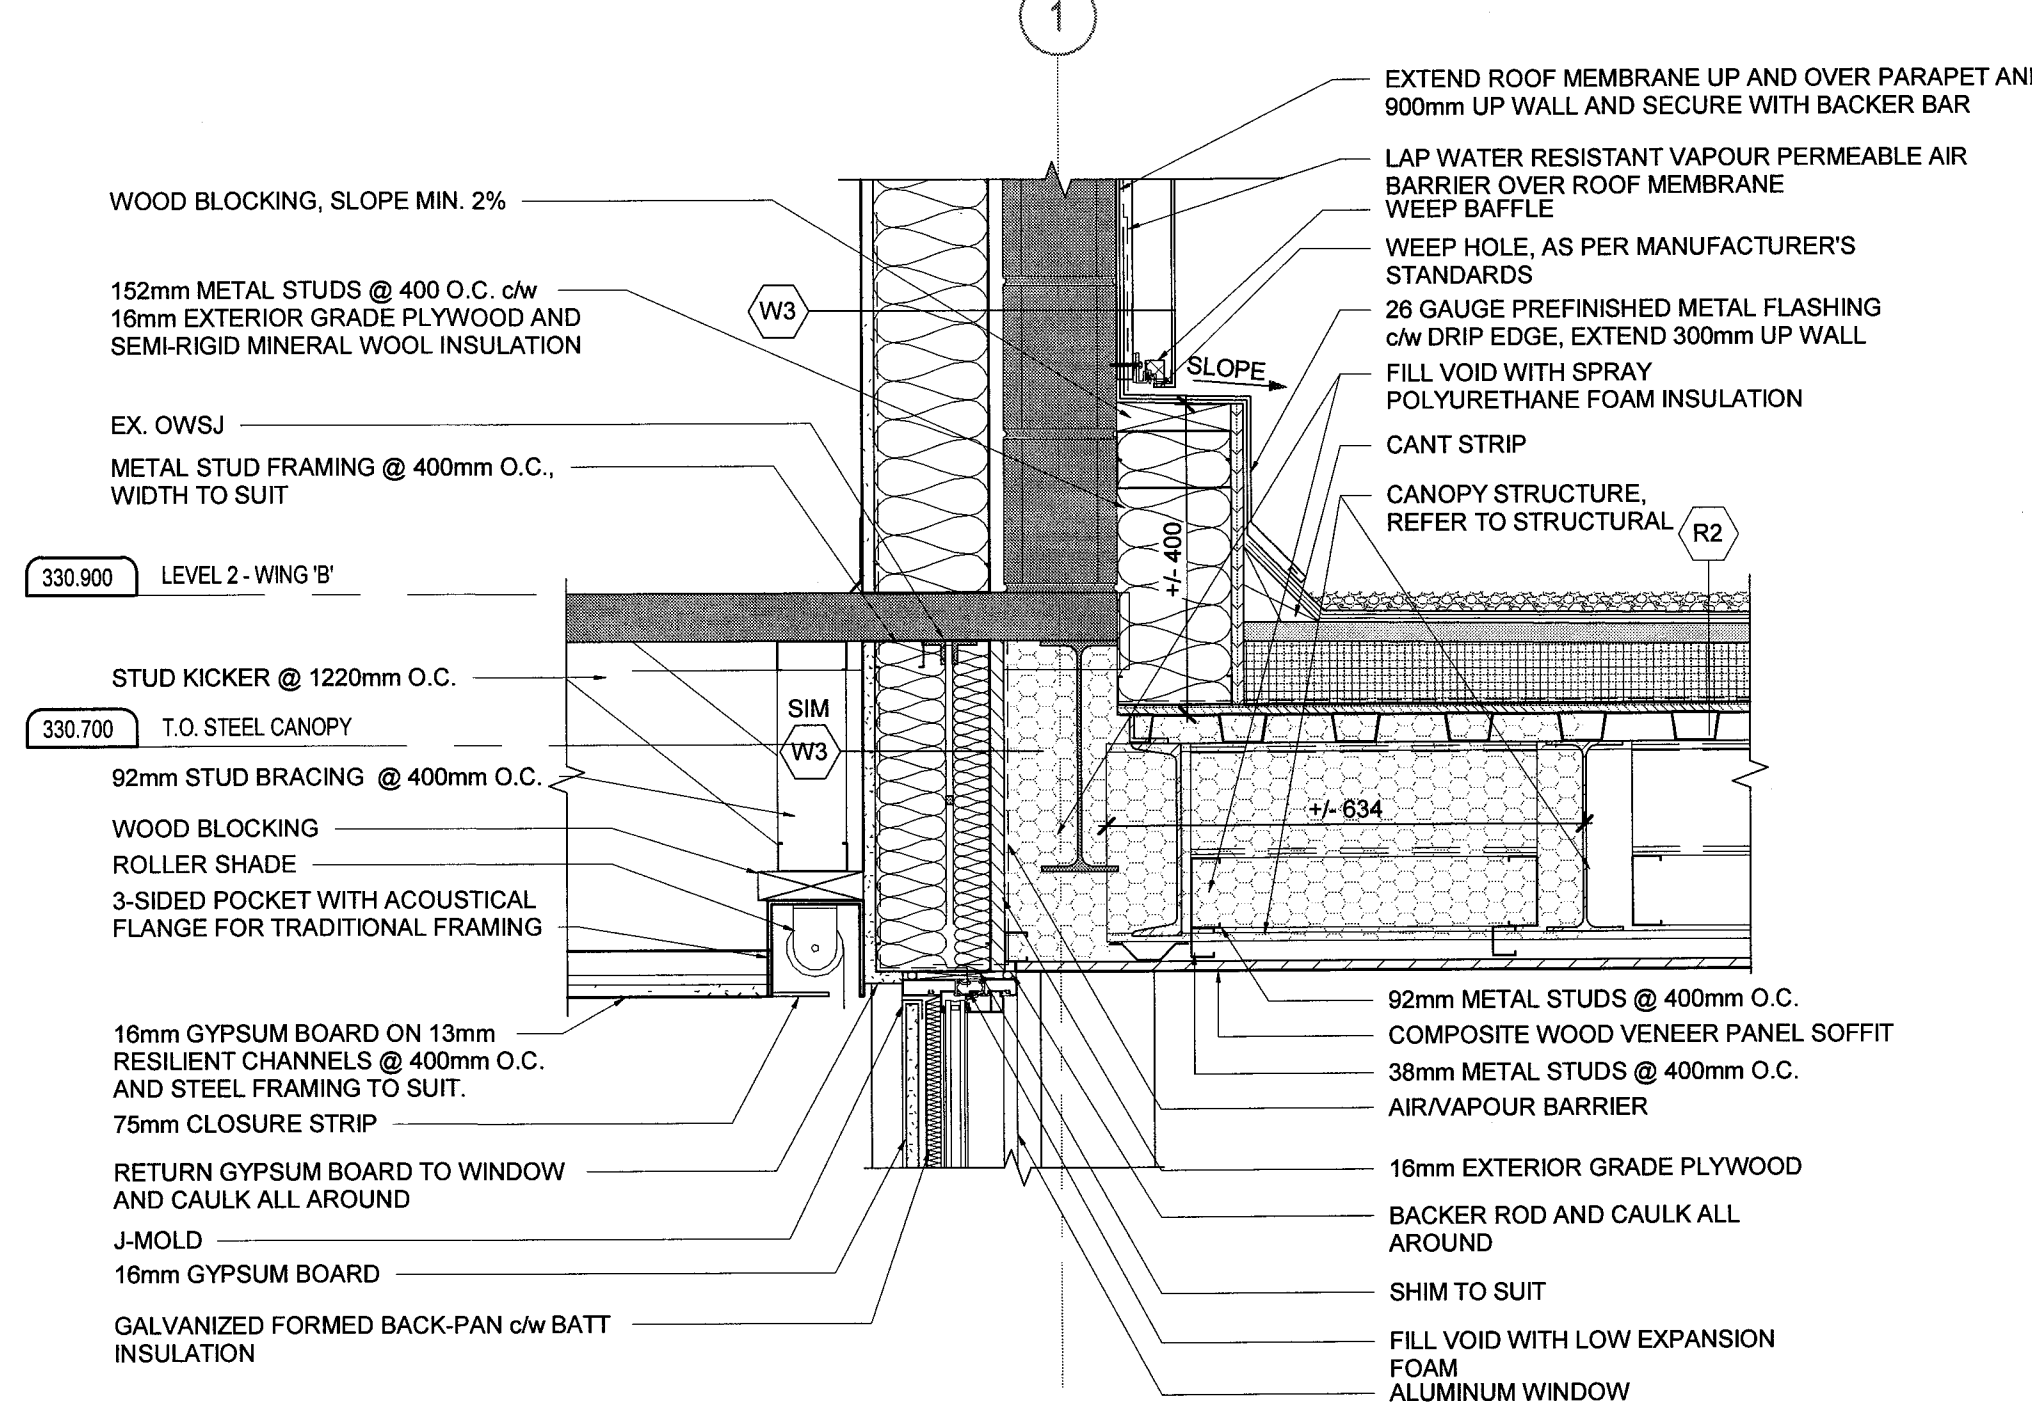 1
WOOD BLOCKING, SLOPE MIN. 2%
152mm METAL STUDS @ 400 O.C. c/w
16mm EXTERIOR GRADE PLYWOOD AND
SEMI-RIGID MINERAL WOOL INSULATION
EX. OWSJ
METAL STUD FRAMING @ 400mm O.C.,
WIDTH TO SUIT
330.900 LEVEL 2 - WING 'B'
STUD KICKER @ 1220mm O.C.
330.700 T.O. STEEL CANOPY
92mm STUD BRACING @ 400mm O.C.
WOOD BLOCKING
ROLLER SHADE
3-SIDED POCKET WITH ACOUSTICAL
FLANGE FOR TRADITIONAL FRAMING
16mm GYPSUM BOARD ON 13mm
RESILIENT CHANNELS @ 400mm O.C.
AND STEEL FRAMING TO SUIT.
75mm CLOSURE STRIP
RETURN GYPSUM BOARD TO WINDOW
AND CAULK ALL AROUND
J-MOLD
16mm GYPSUM BOARD
GALVANIZED FORMED BACK-PAN c/w BATT
INSULATION
W3
SLOPE
+/- 400
SIM
W3
+/- 634
R2
EXTEND ROOF MEMBRANE UP AND OVER PARAPET AN
900mm UP WALL AND SECURE WITH BACKER BAR
LAP WATER RESISTANT VAPOUR PERMEABLE AIR
BARRIER OVER ROOF MEMBRANE
WEEP BAFFLE
WEEP HOLE, AS PER MANUFACTURER'S
STANDARDS
26 GAUGE PREFINISHED METAL FLASHING
c/w DRIP EDGE, EXTEND 300mm UP WALL
FILL VOID WITH SPRAY
POLYURETHANE FOAM INSULATION
CANT STRIP
CANOPY STRUCTURE,
REFER TO STRUCTURAL
92mm METAL STUDS @ 400mm O.C.
COMPOSITE WOOD VENEER PANEL SOFFIT
38mm METAL STUDS @ 400mm O.C.
AIR/VAPOUR BARRIER
16mm EXTERIOR GRADE PLYWOOD
BACKER ROD AND CAULK ALL
AROUND
SHIM TO SUIT
FILL VOID WITH LOW EXPANSION
FOAM
ALUMINUM WINDOW